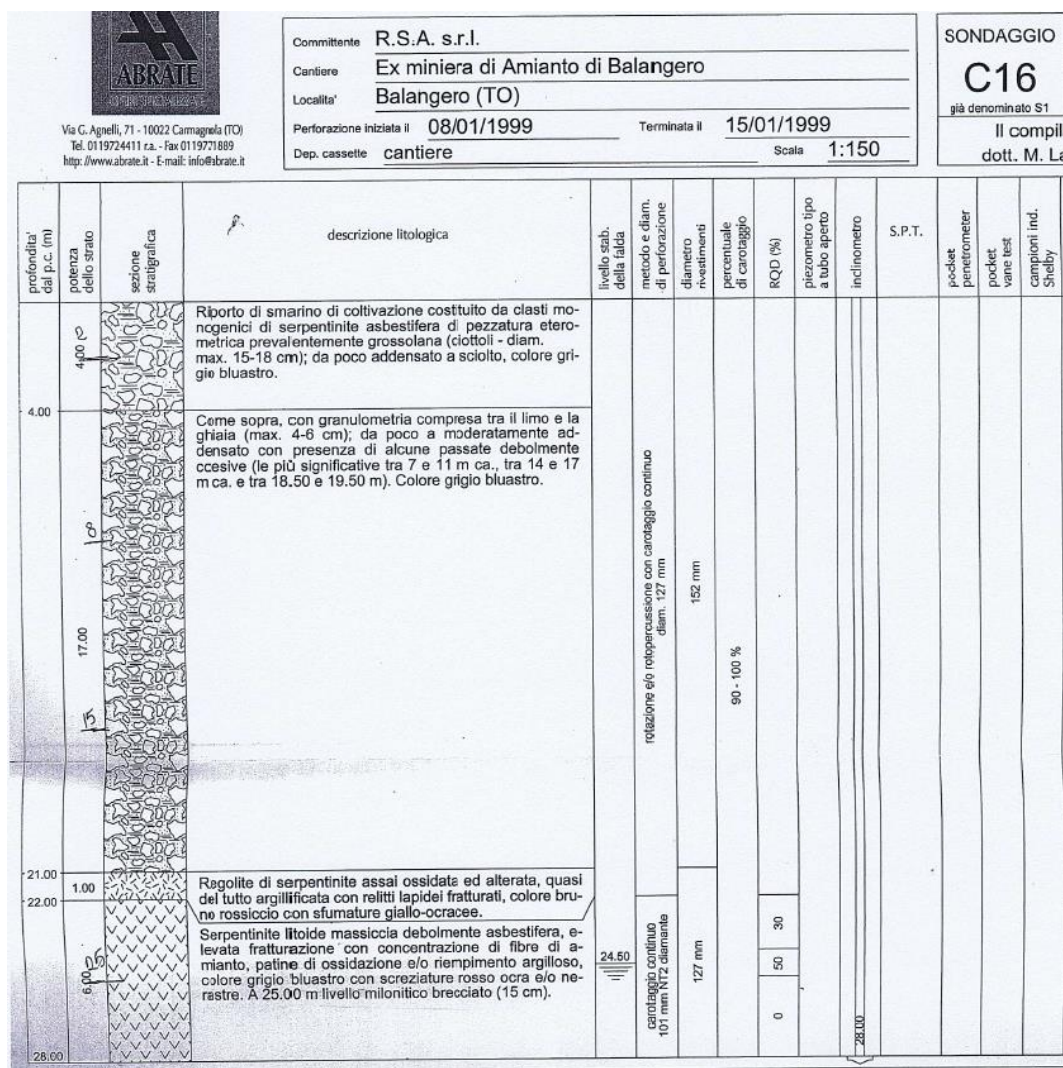 ABRATE
Via G. Agnelli, 71 - 10022 Carmagnola (TO)
Tel. 0119724411 r.a. - Fax 0119771889
http: //www.abrate.it - E-mail: info@abrate.it
Committente R.S.A. s.r.l.
Cantiere Ex miniera di Amianto di Balangero
Localita' Balangero (TO)
Perforazione iniziata il 08/01/1999 Terminata il 15/01/1999
Dep. cassette cantiere Scala 1:150
SONDAGGIO
C16
già denominato S1
Il compil
dott. M. La
profondita'
dal p.c. (m)
potenza
dello strato
sezione
stratigrafica
descrizione litologica
livello stab.
della falda
metodo e diam.
di perforazione
diametro
rivestimenti
percentuale
di carotaggio
RQD (%)
piezometro tipo
a tubo aperto
inclinometro
S.P.T.
pocket
penetrometer
pocket
vane test
campioni ind.
Shelby
4.00
Riporto di smarino di coltivazione costituito da clasti mo-
nogenici di serpentinite asbestifera di pezzatura etero-
metrica prevalentemente grossolana (ciottoli - diam.
max. 15-18 cm); da poco addensato a sciolto, colore gri-
gio bluastro.
4.00
Come sopra, con granulometria compresa tra il limo e la
ghiaia (max. 4-6 cm); da poco a moderatamente ad-
densato con presenza di alcune passate debolmente
ccesive (le più significative tra 7 e 11 m ca., tra 14 e 17
m ca. e tra 18.50 e 19.50 m). Colore grigio bluastro.
17.00
15
rotazione e/o rotopercussione con carotaggio continuo
diam. 127 mm
152 mm
90 - 100 %
21.00
1.00
22.00
Regolite di serpentinite assai ossidata ed alterata, quasi
del tutto argillificata con relitti lapidei fratturati, colore bru-
no rossiccio con sfumature giallo-ocracee.
Serpentinite litoide massiccia debolmente asbestifera, e-
levata fratturazione con concentrazione di fibre di a-
mianto, patine di ossidazione e/o riempimento argilloso,
colore grigio bluastro con screziature rosso ocra e/o ne-
rastre. A 25.00 m livello milonitico brecciato (15 cm).
6.00
24.50
carotaggio continuo
101 mm NT2 diamante
127 mm
30
50
0
28.00
28.00